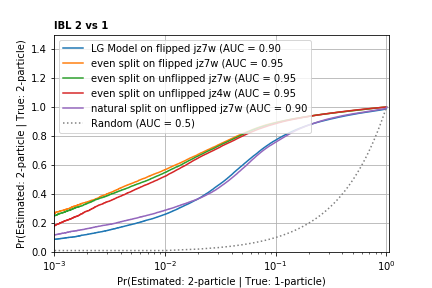 IBL 2 vs 1
Pr(Estimated: 2-particle | True: 2-particle)
1.4
1.2
1.0
0.8
0.6
0.4
0.2
0.0
LG Model on flipped jz7w (AUC = 0.90
even split on flipped jz7w (AUC = 0.95
even split on unflipped jz7w (AUC = 0.95
even split on unflipped jz4w (AUC = 0.95
natural split on unflipped jz7w (AUC = 0.90
Random (AUC = 0.5)
10⁻³ 10⁻² 10⁻¹ 10⁰
Pr(Estimated: 2-particle | True: 1-particle)